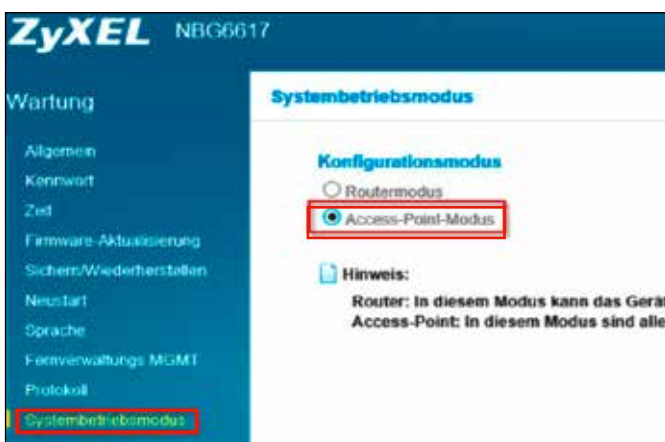 ZyXEL NBG6617
Wartung
Allgemein
Kennwort
Zeit
Firmware-Aktualisierung
Sichern/Wiederherstellen
Neustart
Sprache
Fernverwaltungs MGMT
Protokoll
Systembetriebsmodus
Systembetriebsmodus
Konfigurationsmodus
Routermodus
Access-Point-Modus
Hinweis:
Router: In diesem Modus kann das Gerät
Access-Point: In diesem Modus sind alle